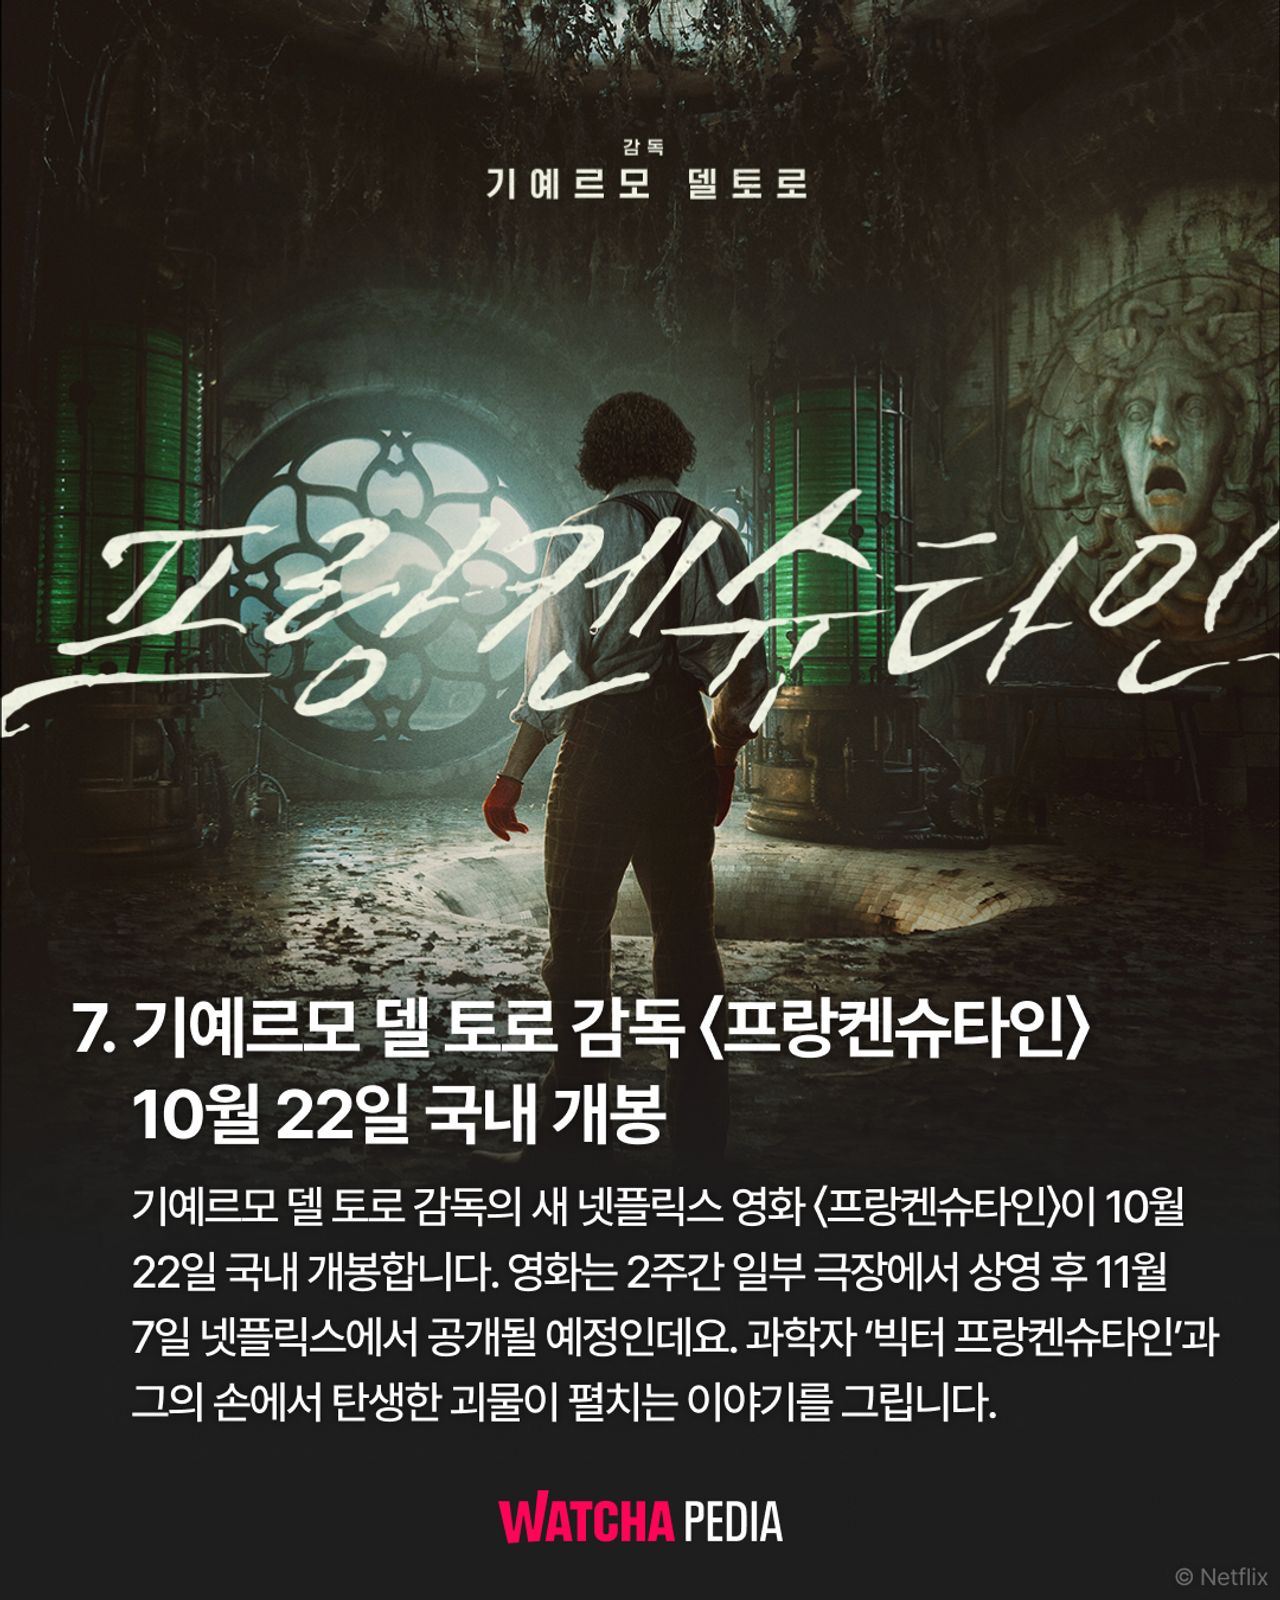 감독
기예르모 델토로
프랑켄슈타인
7. 기예르모 델 토로 감독 〈프랑켄슈타인〉
10월 22일 국내 개봉
기예르모 델 토로 감독의 새 넷플릭스 영화 〈프랑켄슈타인〉이 10월
22일 국내 개봉합니다. 영화는 2주간 일부 극장에서 상영 후 11월
7일 넷플릭스에서 공개될 예정인데요. 과학자 ‘빅터 프랑켄슈타인’과
그의 손에서 탄생한 괴물이 펼치는 이야기를 그립니다.
WATCHA PEDIA
© Netflix